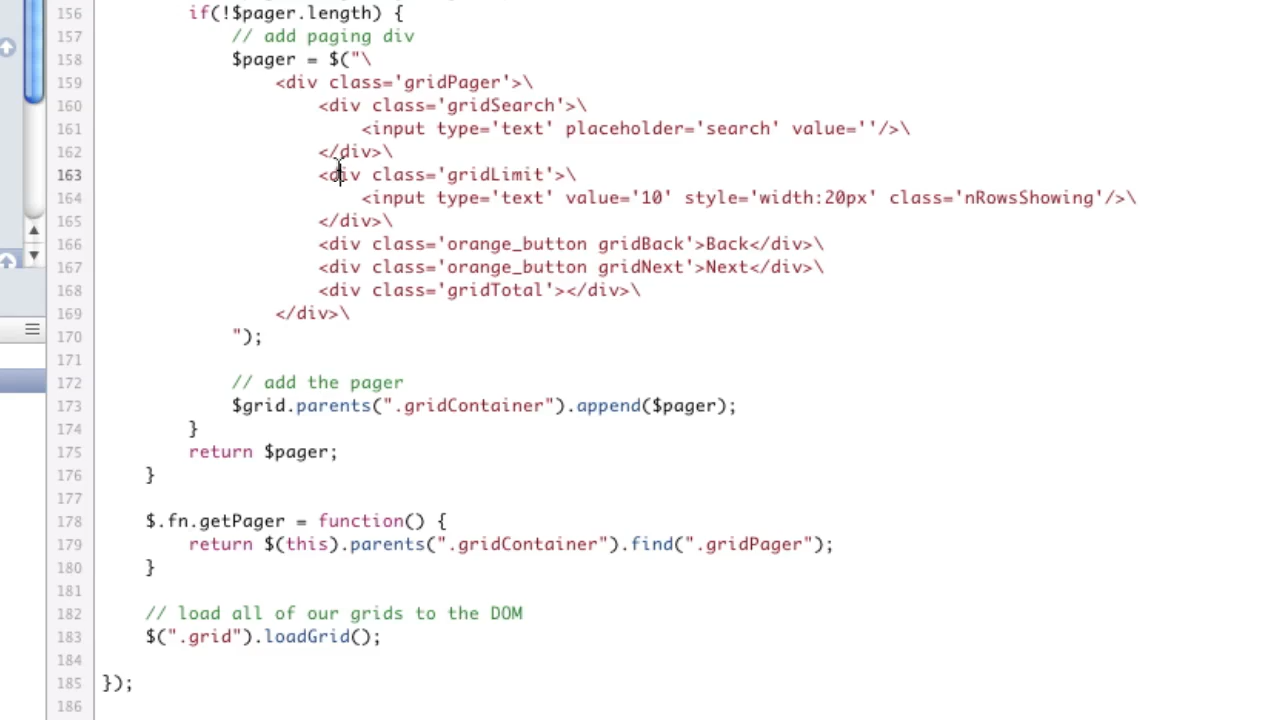 156 if(!$pager.length) {
157 // add paging div
158 $pager = $("\
159 <div class='gridPager'>\
160 <div class='gridSearch'>\
161 <input type='text' placeholder='search' value=''/>\
162 </div>\
163 <div class='gridLimit'>\
164 <input type='text' value='10' style='width:20px' class='nRowsShowing'/>\
165 </div>\
166 <div class='orange_button gridBack'>Back</div>\
167 <div class='orange_button gridNext'>Next</div>\
168 <div class='gridTotal'></div>\
169 </div>\
170 ");
171
172 // add the pager
173 $grid.parents(".gridContainer").append($pager);
174 }
175 return $pager;
176 }
177
178 $.fn.getPager = function() {
179 return $(this).parents(".gridContainer").find(".gridPager");
180 }
181
182 // load all of our grids to the DOM
183 $(".grid").loadGrid();
184
185 });
186